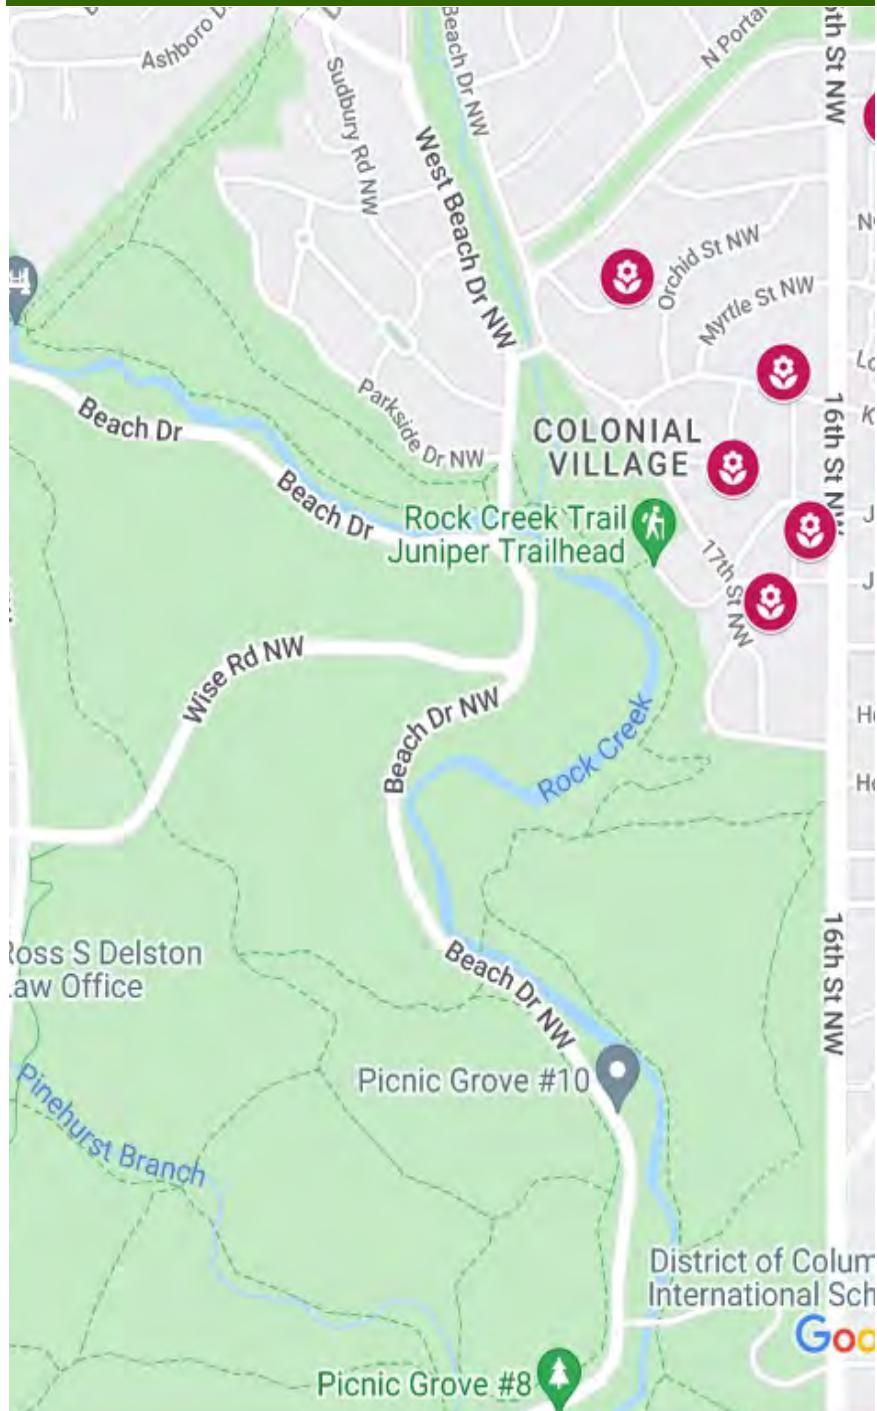 Ashboro D
Sudbury Rd NW
Beach Dr NW
N Portal
16th St NW
West Beach Dr NW
Orchid St NW
Myrtle St NW
Parkside Dr NW
COLONIAL
VILLAGE
16th St NW
Beach Dr
Beach Dr
Rock Creek Trail
Juniper Trailhead
17th St NW
Wise Rd NW
Beach Dr NW
Rock Creek
Ross S Delston
Law Office
Beach Dr NW
16th St NW
Picnic Grove #10
Pinehurst Branch
District of Colum
International Sch
Goo
Picnic Grove #8